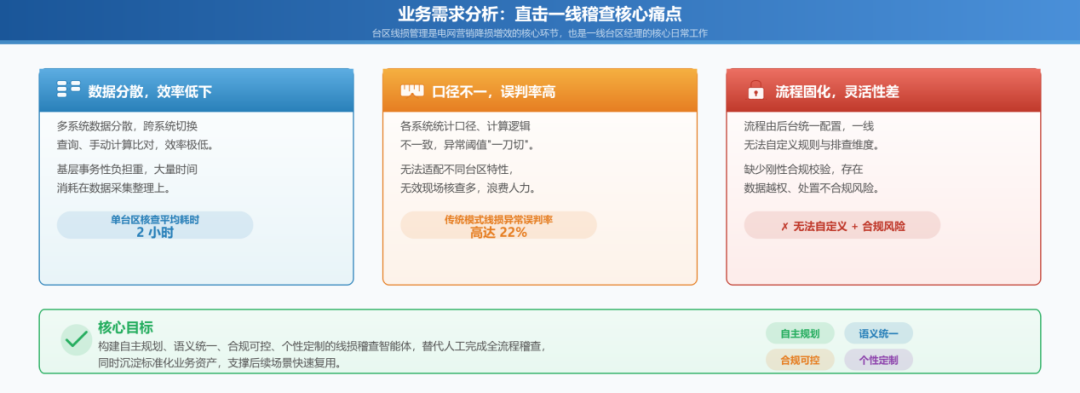 业务需求分析：直击一线稽查核心痛点
台区线损管理是电网营销降损增效的核心环节，也是一线台区经理的核心日常工作
数据分散，效率低下
多系统数据分散，跨系统切换
查询、手动计算比对，效率极低。
基层事务性负担重，大量时间
消耗在数据采集整理上。
单台区核查平均耗时
2 小时
口径不一，误判率高
各系统统计口径、计算逻辑
不一致，异常阈值"一刀切"。
无法适配不同台区特性，
无效现场核查多，浪费人力。
传统模式线损异常误判率
高达 22%
流程固化，灵活性差
流程由后台统一配置，一线
无法自定义规则与排查维度。
缺少刚性合规校验，存在
数据越权、处置不合规风险。
✗ 无法自定义 + 合规风险
核心目标
构建自主规划、语义统一、合规可控、个性定制的线损稽查智能体，替代人工完成全流程稽查，
同时沉淀标准化业务资产，支撑后续场景快速复用。
自主规划
语义统一
合规可控
个性定制